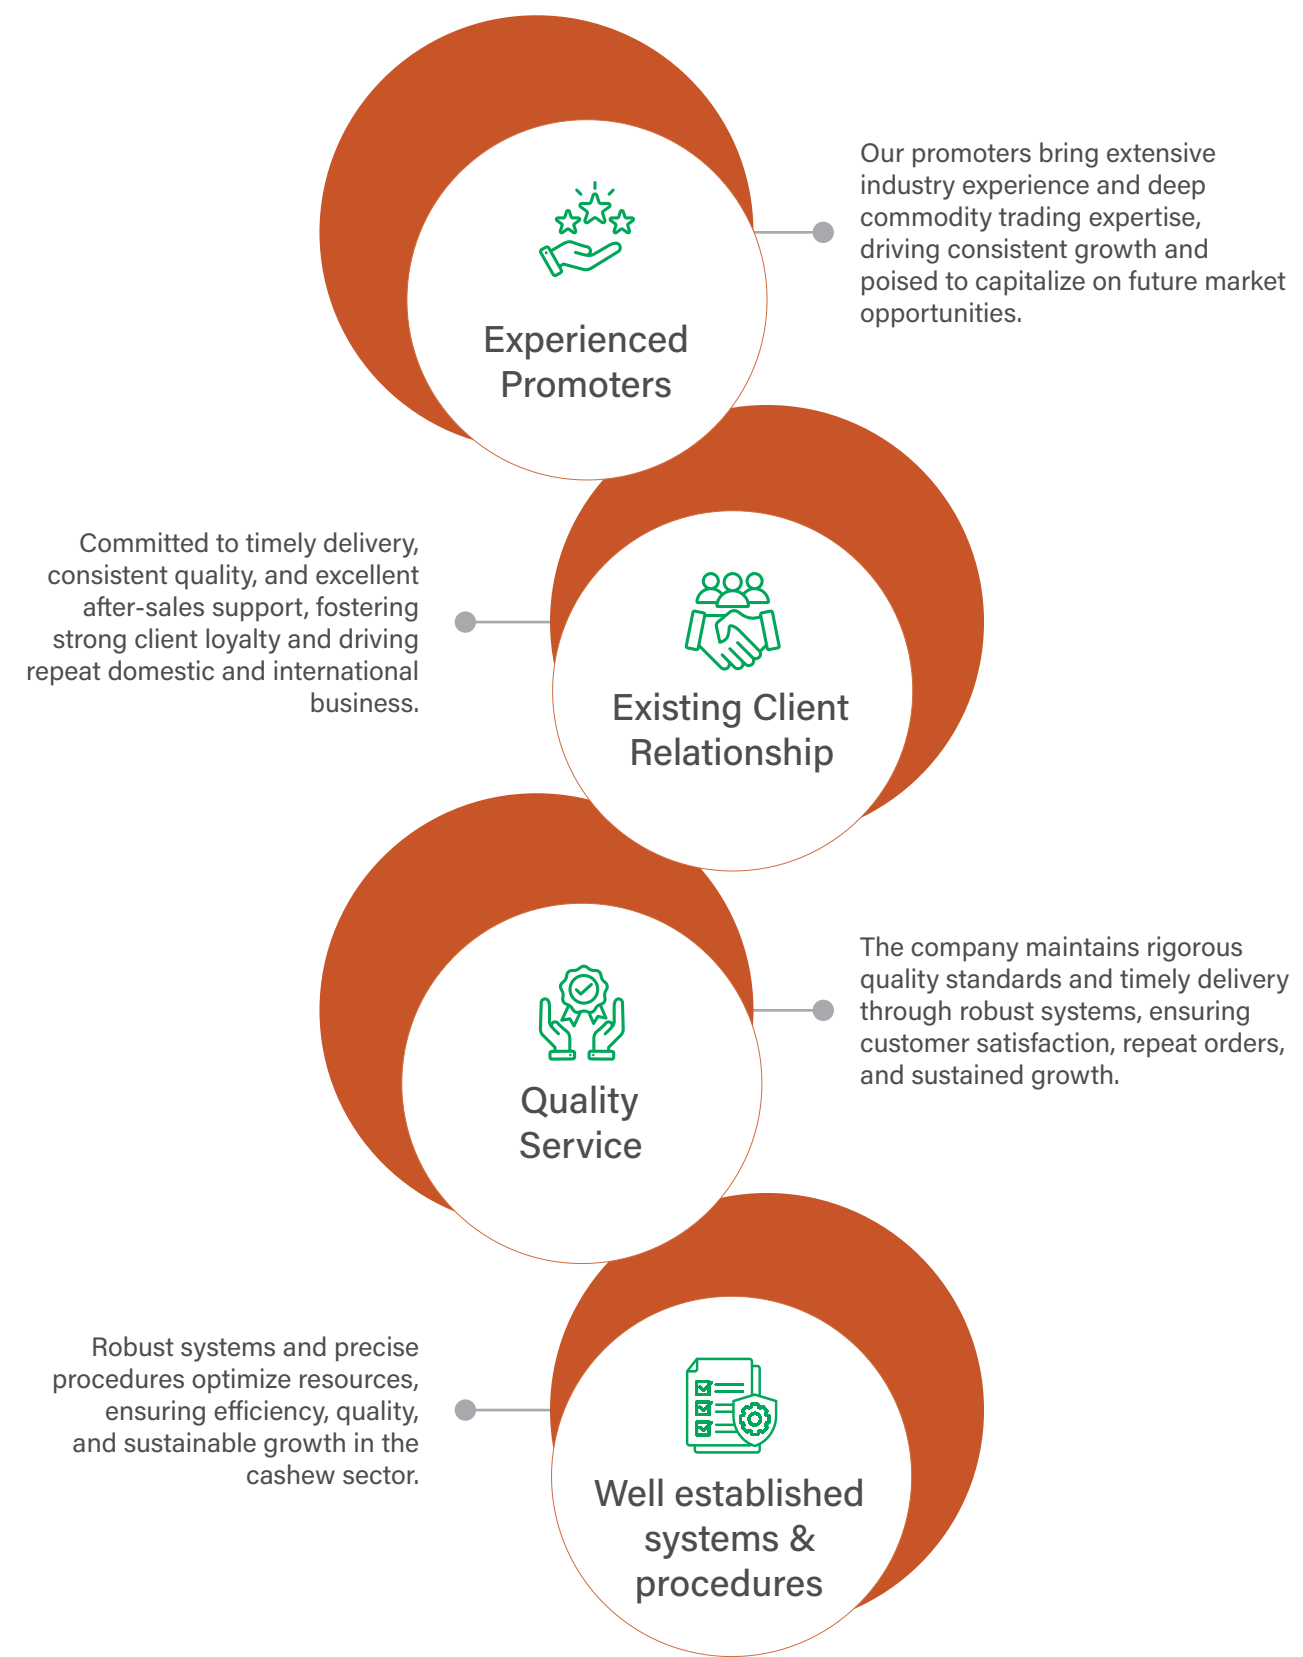 Our promoters bring extensive
industry experience and deep
commodity trading expertise,
driving consistent growth and
poised to capitalize on future market
opportunities.
Experienced
Promoters
Committed to timely delivery,
consistent quality, and excellent
after-sales support, fostering
strong client loyalty and driving
repeat domestic and international
business.
Existing Client
Relationship
The company maintains rigorous
quality standards and timely delivery
through robust systems, ensuring
customer satisfaction, repeat orders,
and sustained growth.
Quality
Service
Robust systems and precise
procedures optimize resources,
ensuring efficiency, quality,
and sustainable growth in the
cashew sector.
Well established
systems &
procedures